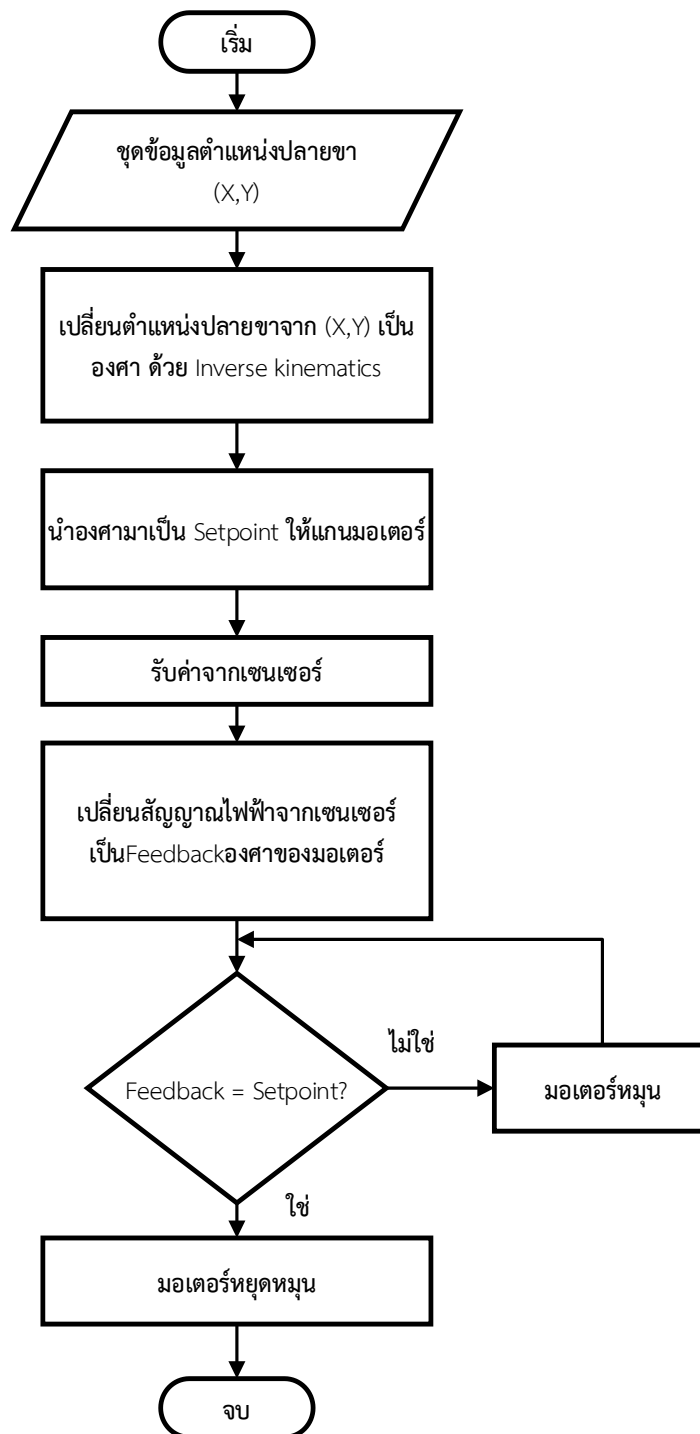 เริ่ม
ชุดข้อมูลตำแหน่งปลายขา
(X,Y)
เปลี่ยนตำแหน่งปลายขาจาก (X,Y) เป็น
องศา ด้วย Inverse kinematics
นำองศามาเป็น Setpoint ให้แกนมอเตอร์
รับค่าจากเซนเซอร์
เปลี่ยนสัญญาณไฟฟ้าจากเซนเซอร์
เป็นFeedbackองศาของมอเตอร์
ไม่ใช่
Feedback = Setpoint?
มอเตอร์หมุน
ใช่
มอเตอร์หยุดหมุน
จบ